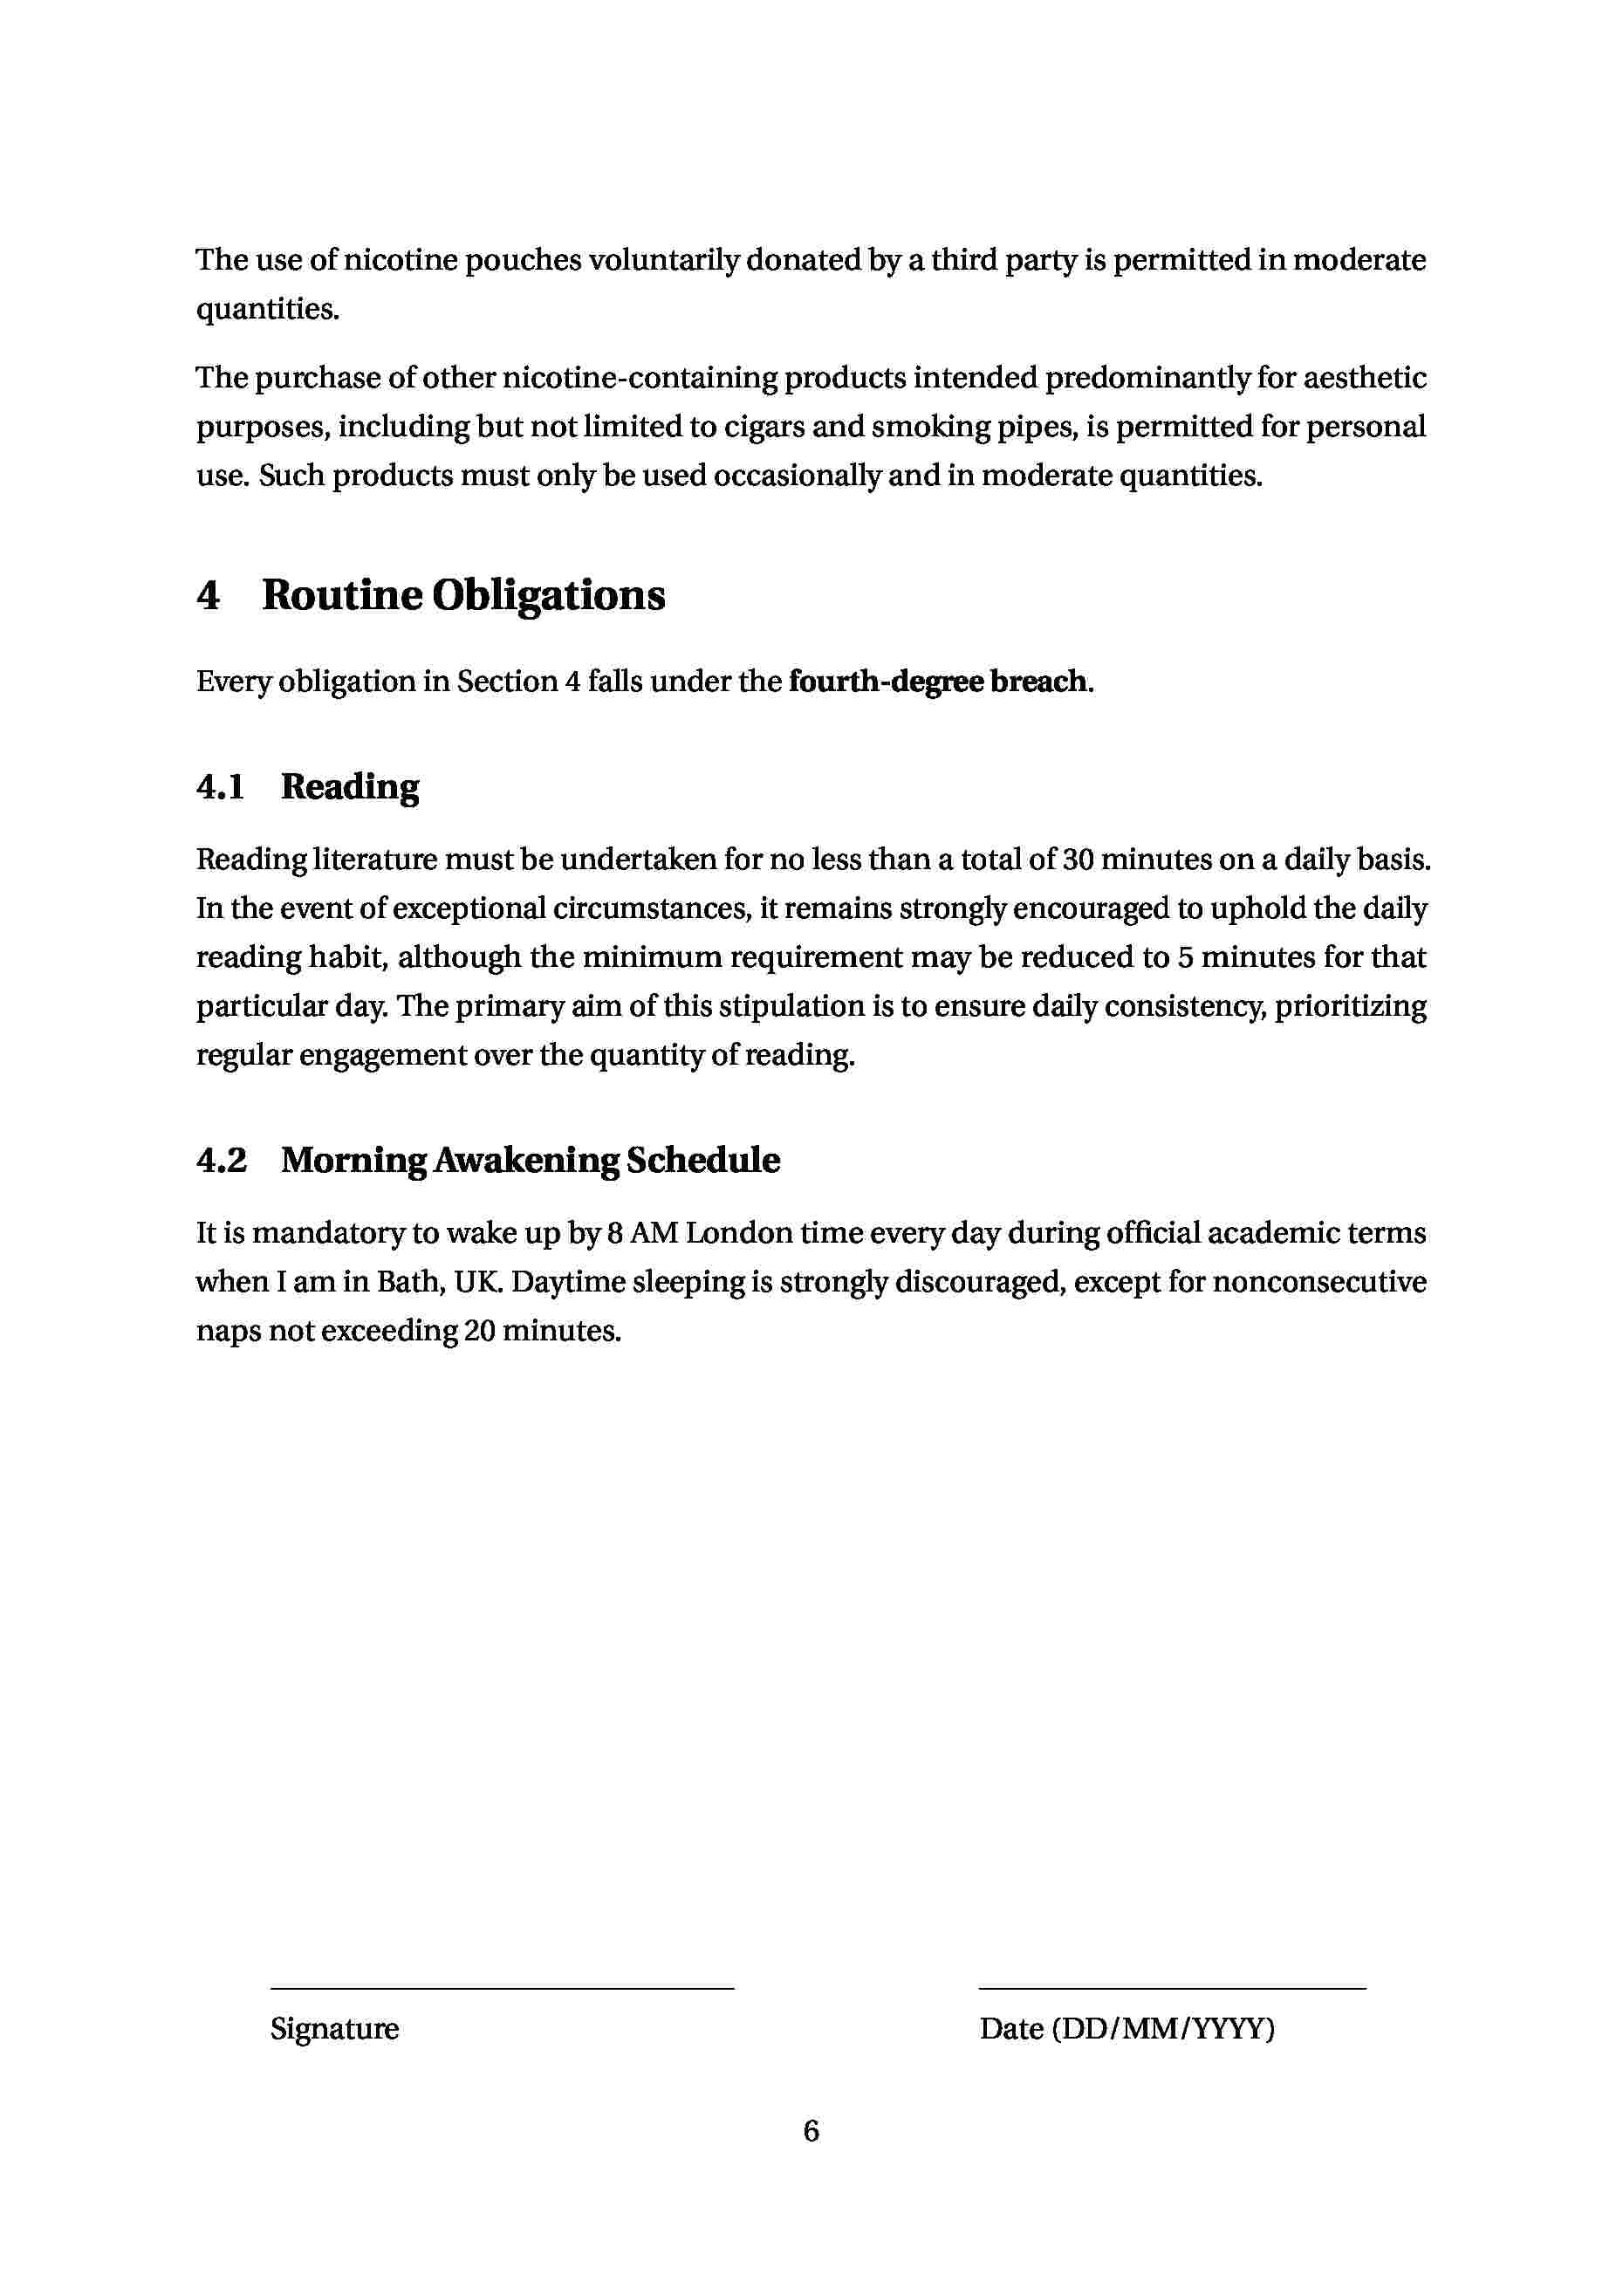 The use of nicotine pouches voluntarily donated by a third party is permitted in moderate
quantities.
The purchase of other nicotine-containing products intended predominantly for aesthetic
purposes, including but not limited to cigars and smoking pipes, is permitted for personal
use. Such products must only be used occasionally and in moderate quantities.
4 Routine Obligations
Every obligation in Section 4 falls under the fourth-degree breach.
4.1 Reading
Reading literature must be undertaken for no less than a total of 30 minutes on a daily basis.
In the event of exceptional circumstances, it remains strongly encouraged to uphold the daily
reading habit, although the minimum requirement may be reduced to 5 minutes for that
particular day. The primary aim of this stipulation is to ensure daily consistency, prioritizing
regular engagement over the quantity of reading.
4.2 Morning Awakening Schedule
It is mandatory to wake up by 8 AM London time every day during official academic terms
when I am in Bath, UK. Daytime sleeping is strongly discouraged, except for nonconsecutive
naps not exceeding 20 minutes.
Signature Date (DD/MM/YYYY)
6